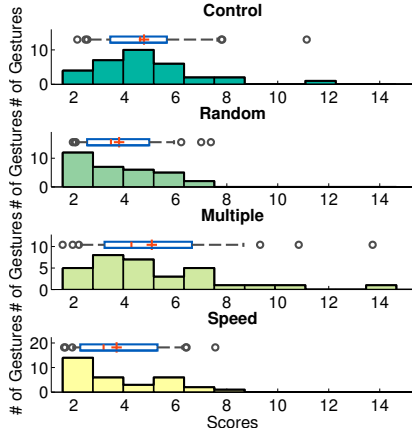 Control
# of Gestures
10
0
2 4 6 8 10 12 14
Random
# of Gestures
10
0
2 4 6 8 10 12 14
Multiple
# of Gestures
10
5
0
2 4 6 8 10 12 14
Speed
# of Gestures
20
10
0
2 4 6 8 10 12 14
Scores